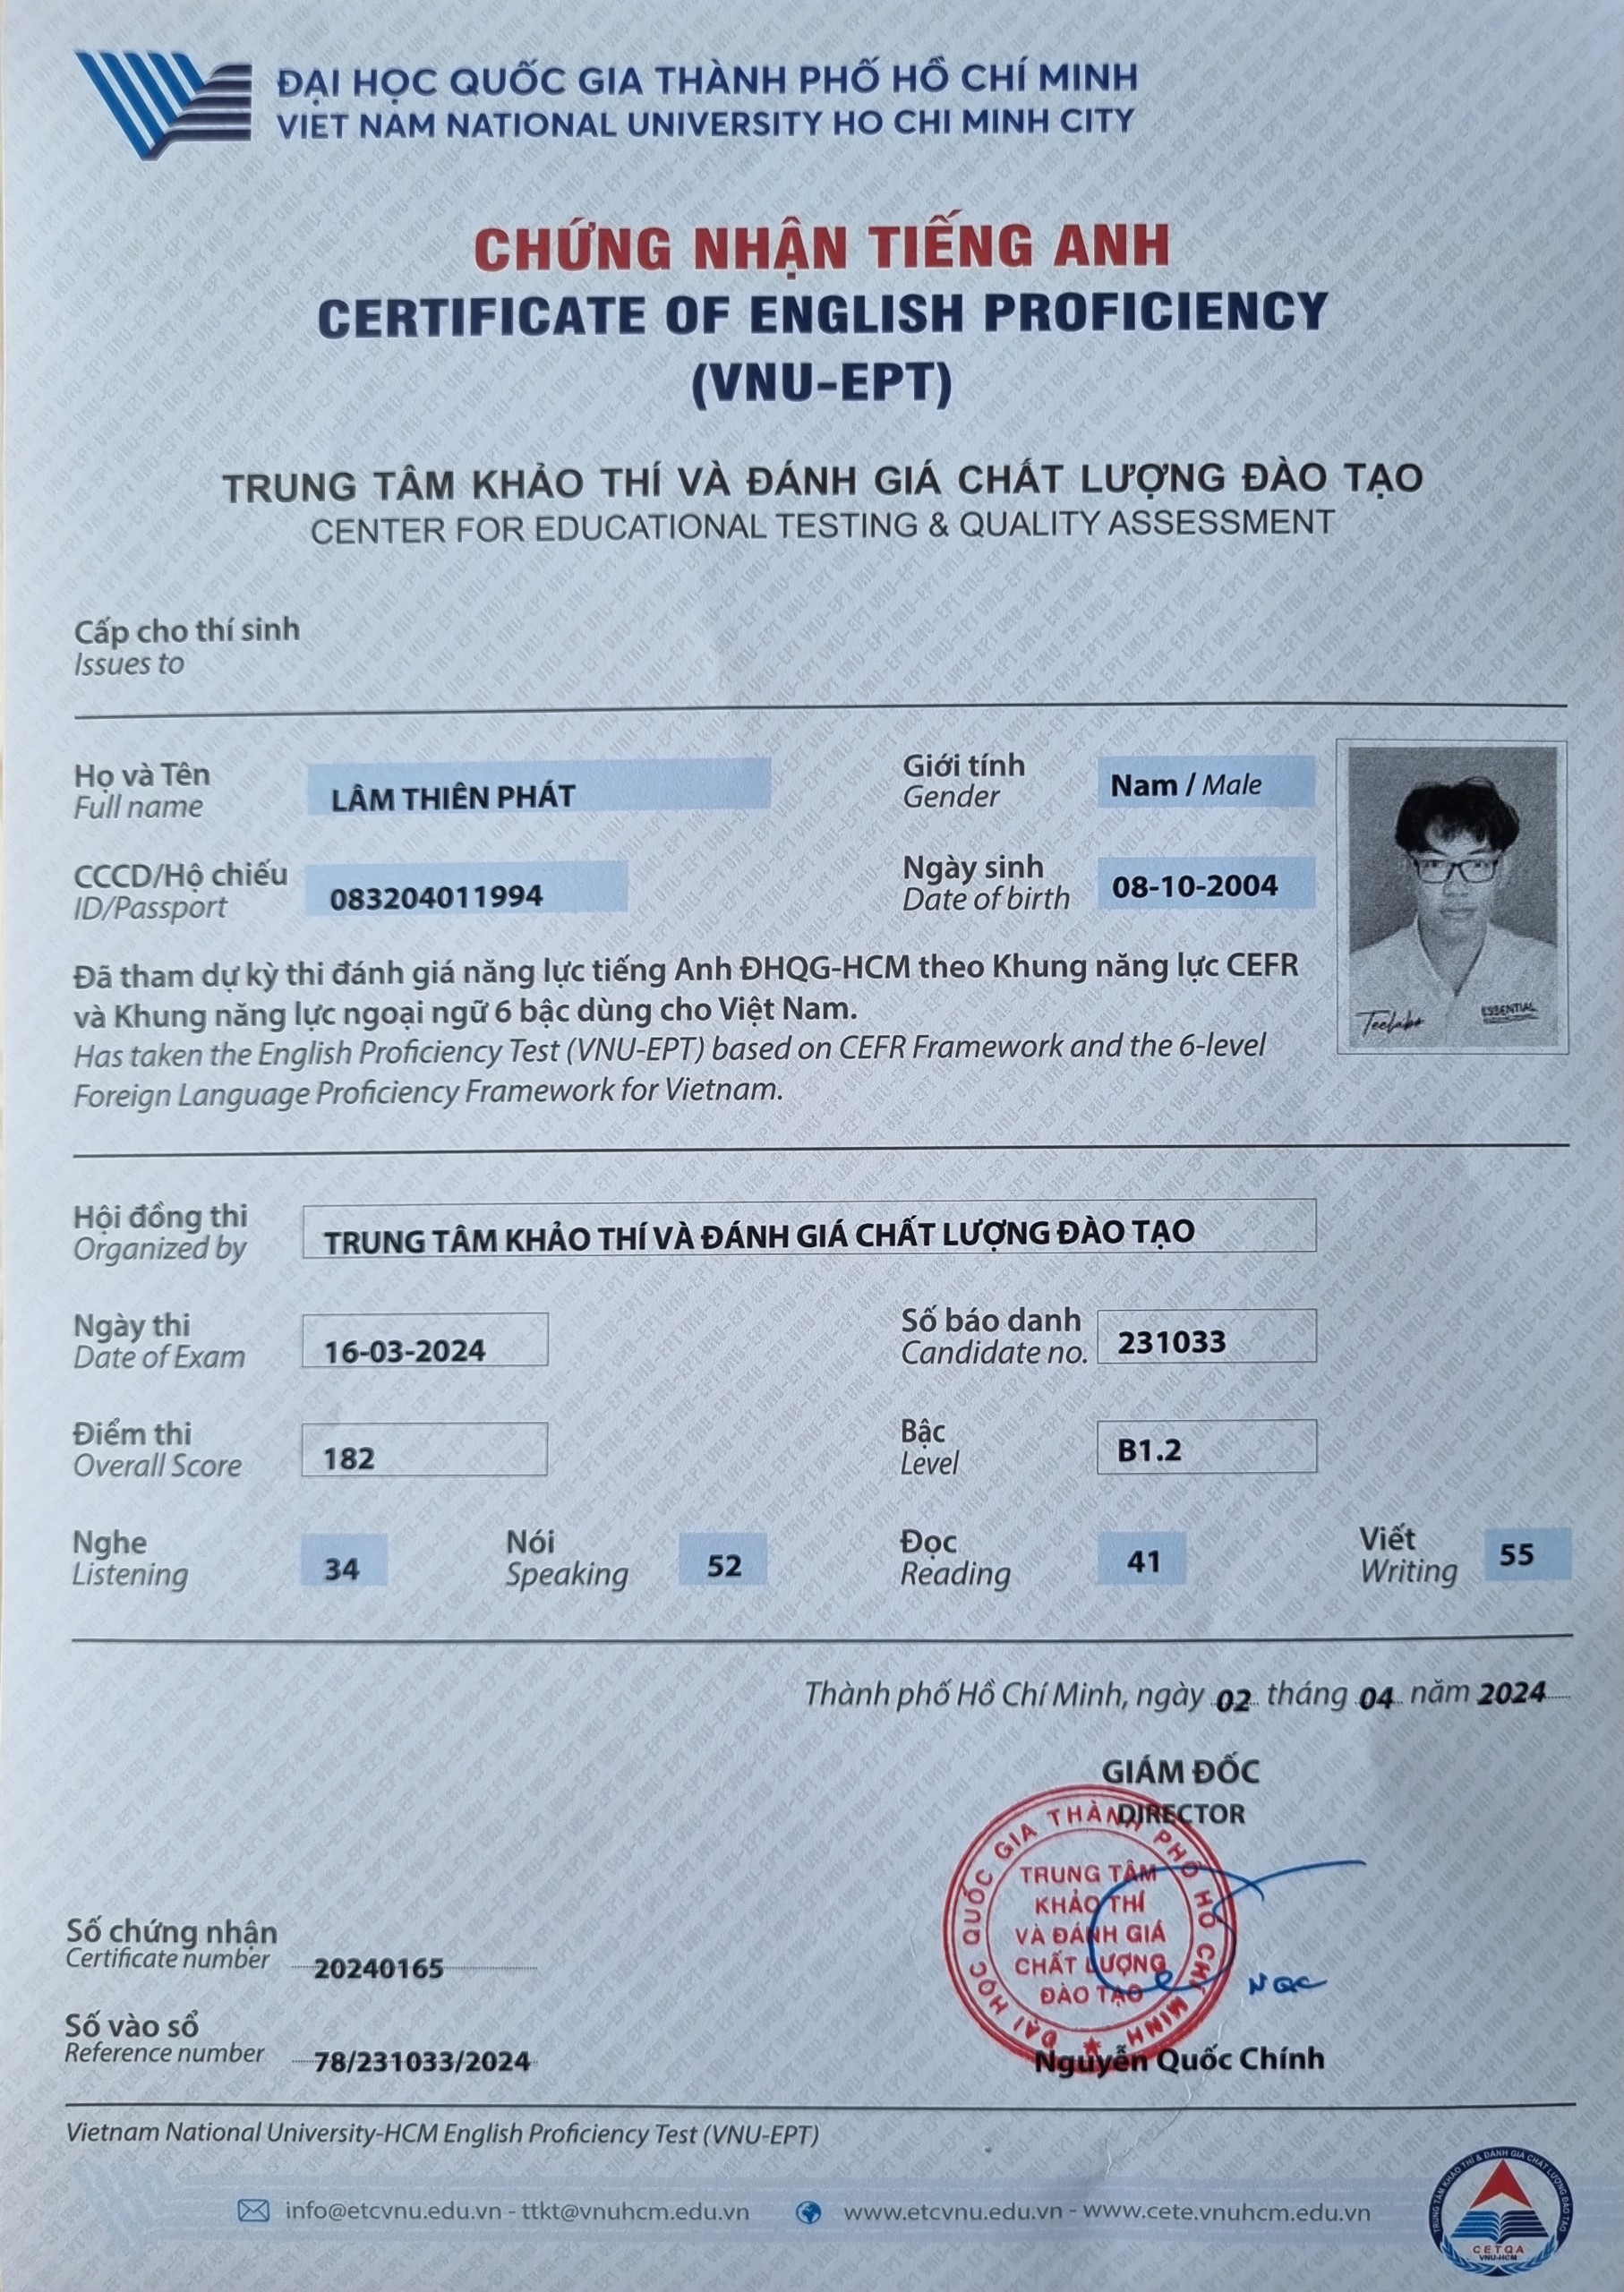 ĐẠI HỌC QUỐC GIA THÀNH PHỐ HỒ CHÍ MINH
VIET NAM NATIONAL UNIVERSITY HO CHI MINH CITY
CHỨNG NHẬN TIẾNG ANH
CERTIFICATE OF ENGLISH PROFICIENCY
(VNU-EPT)
TRUNG TÂM KHẢO THÍ VÀ ĐÁNH GIÁ CHẤT LƯỢNG ĐÀO TẠO
CENTER FOR EDUCATIONAL TESTING & QUALITY ASSESSMENT
Cấp cho thí sinh
Issues to
Họ và Tên
Full name
LÂM THIÊN PHÁT
Giới tính
Gender
Nam / Male
CCCD/Hộ chiếu
ID/Passport
083204011994
Ngày sinh
Date of birth
08-10-2004
Teelabs
ESSENTIAL
Đã tham dự kỳ thi đánh giá năng lực tiếng Anh ĐHQG-HCM theo Khung năng lực CEFR
và Khung năng lực ngoại ngữ 6 bậc dùng cho Việt Nam.
Has taken the English Proficiency Test (VNU-EPT) based on CEFR Framework and the 6-level
Foreign Language Proficiency Framework for Vietnam.
Hội đồng thi
Organized by
TRUNG TÂM KHẢO THÍ VÀ ĐÁNH GIÁ CHẤT LƯỢNG ĐÀO TẠO
Ngày thi
Date of Exam
16-03-2024
Số báo danh
Candidate no.
231033
Điểm thi
Overall Score
182
Bậc
Level
B1.2
Nghe
Listening
34
Nói
Speaking
52
Đọc
Reading
41
Viết
Writing
55
Thành phố Hồ Chí Minh, ngày 02 tháng 04 năm 2024
GIÁM ĐỐC
DIRECTOR
ĐẠI HỌC QUỐC GIA THÀNH PHỐ HỒ CHÍ MINH
TRUNG TÂM
KHẢO THÍ
VÀ ĐÁNH GIÁ
CHẤT LƯỢNG
ĐÀO TẠO
NQC
Nguyễn Quốc Chính
Số chứng nhận
Certificate number
20240165
Số vào sổ
Reference number
78/231033/2024
Vietnam National University-HCM English Proficiency Test (VNU-EPT)
info@etcvnu.edu.vn - ttkt@vnuhcm.edu.vn
www.etcvnu.edu.vn - www.cete.vnuhcm.edu.vn
TRUNG TÂM KHẢO THÍ & ĐÁNH GIÁ CHẤT LƯỢNG ĐÀO TẠO
CETQA
VNU-HCM